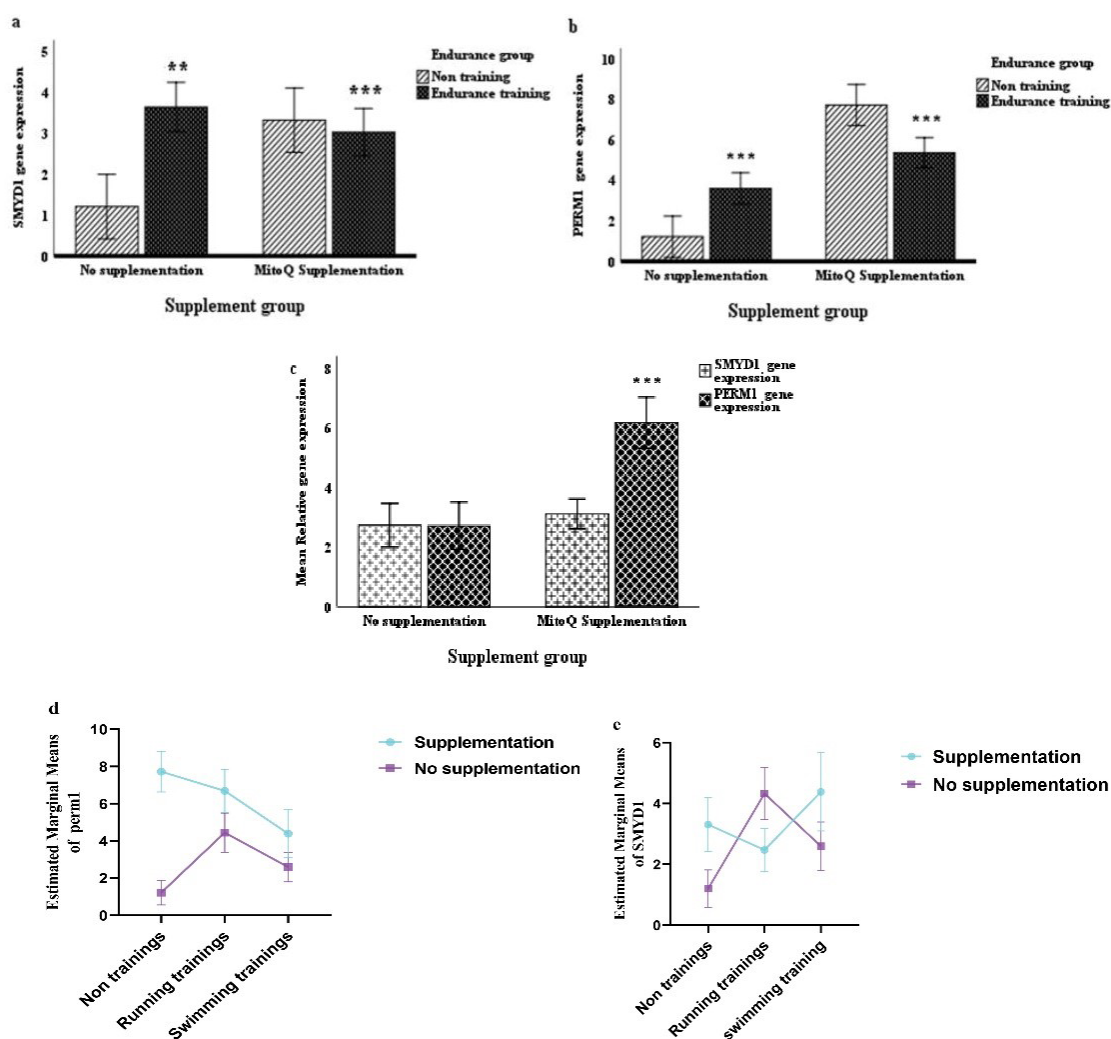 a
SMYD1 gene expression
5
4
3
2
1
0
**
***
Endurance group
Non training
Endurance training
No supplementation
MitoQ Supplementation
Supplement group
b
PERM1 gene expression
10
8
6
4
2
0
***
***
Endurance group
Non training
Endurance training
No supplementation
MitoQ Supplementation
Supplement group
c
Mean Relative gene expression
8
6
4
2
0
***
SMYD1 gene
expression
PERM1 gene
expression
No supplementation
MitoQ Supplementation
Supplement group
d
Estimated Marginal Means
of perm1
10
8
6
4
2
0
Supplementation
No supplementation
Non trainings
Running trainings
Swimming trainings
e
Estimated Marginal Means
of SMYD1
6
4
2
0
Supplementation
No supplementation
Non trainings
Running trainings
swimming training